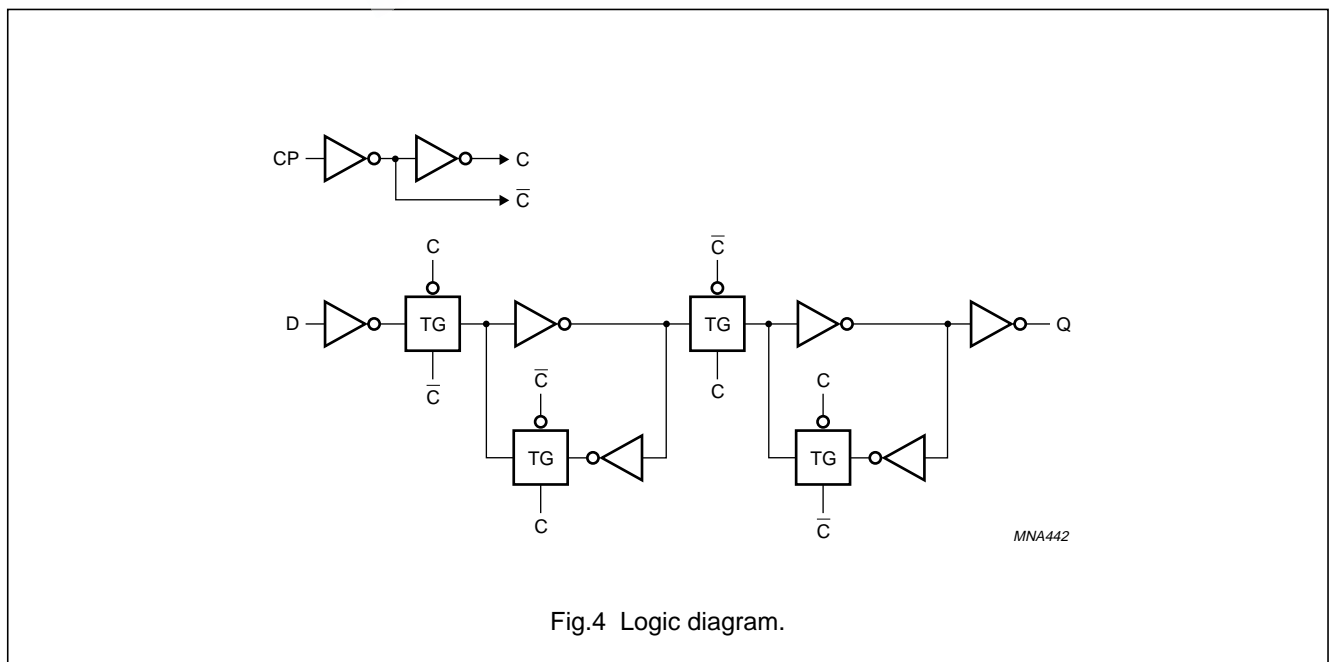 CP
C
C̅
C
C̅
D
TG
TG
Q
C̅
C̅
C
C
TG
TG
C
C̅
MNA442
Fig.4 Logic diagram.